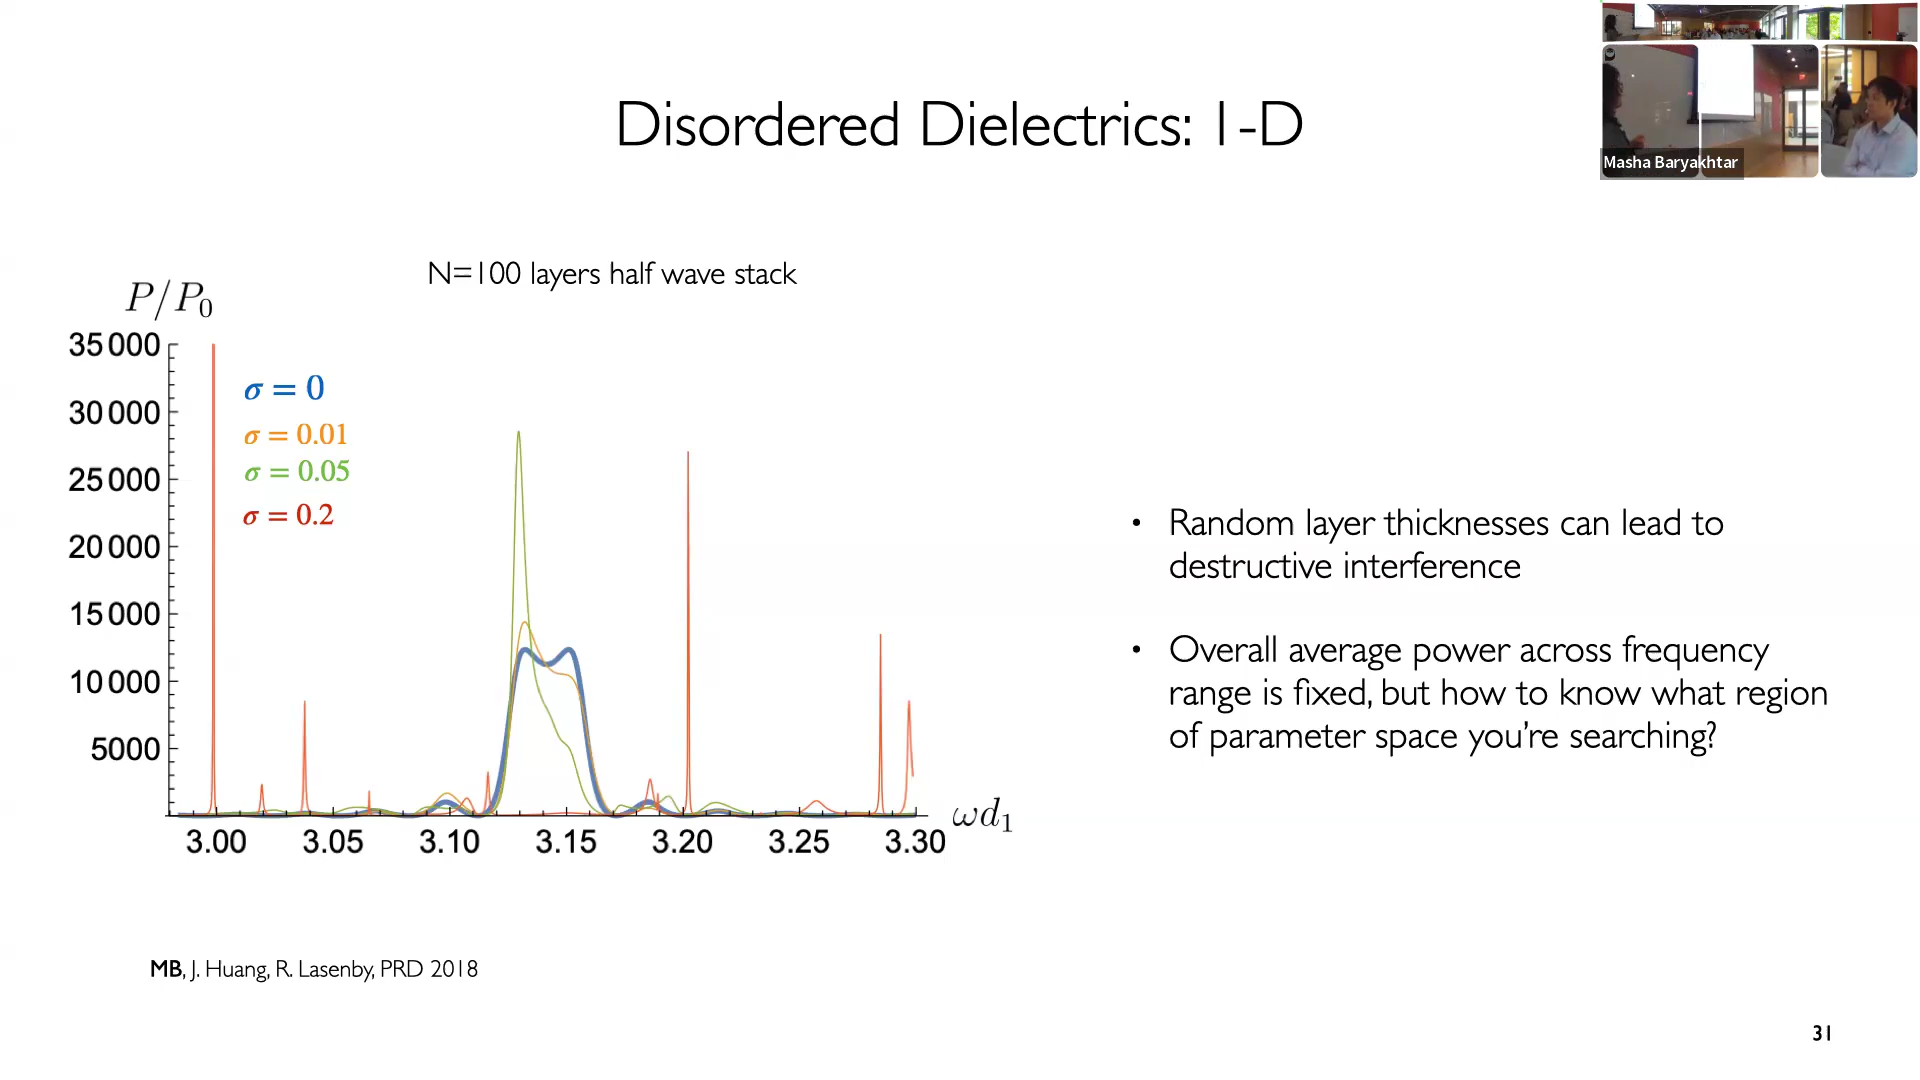 Disordered Dielectrics: 1-D
Masha Baryakhtar
N=100 layers half wave stack
P/P₀
35 000
30 000
25 000
20 000
15 000
10 000
5000
σ = 0
σ = 0.01
σ = 0.05
σ = 0.2
3.00 3.05 3.10 3.15 3.20 3.25 3.30
ωd₁
• Random layer thicknesses can lead to
destructive interference
• Overall average power across frequency
range is fixed, but how to know what region
of parameter space you're searching?
MB, J. Huang, R. Lasenby, PRD 2018
31